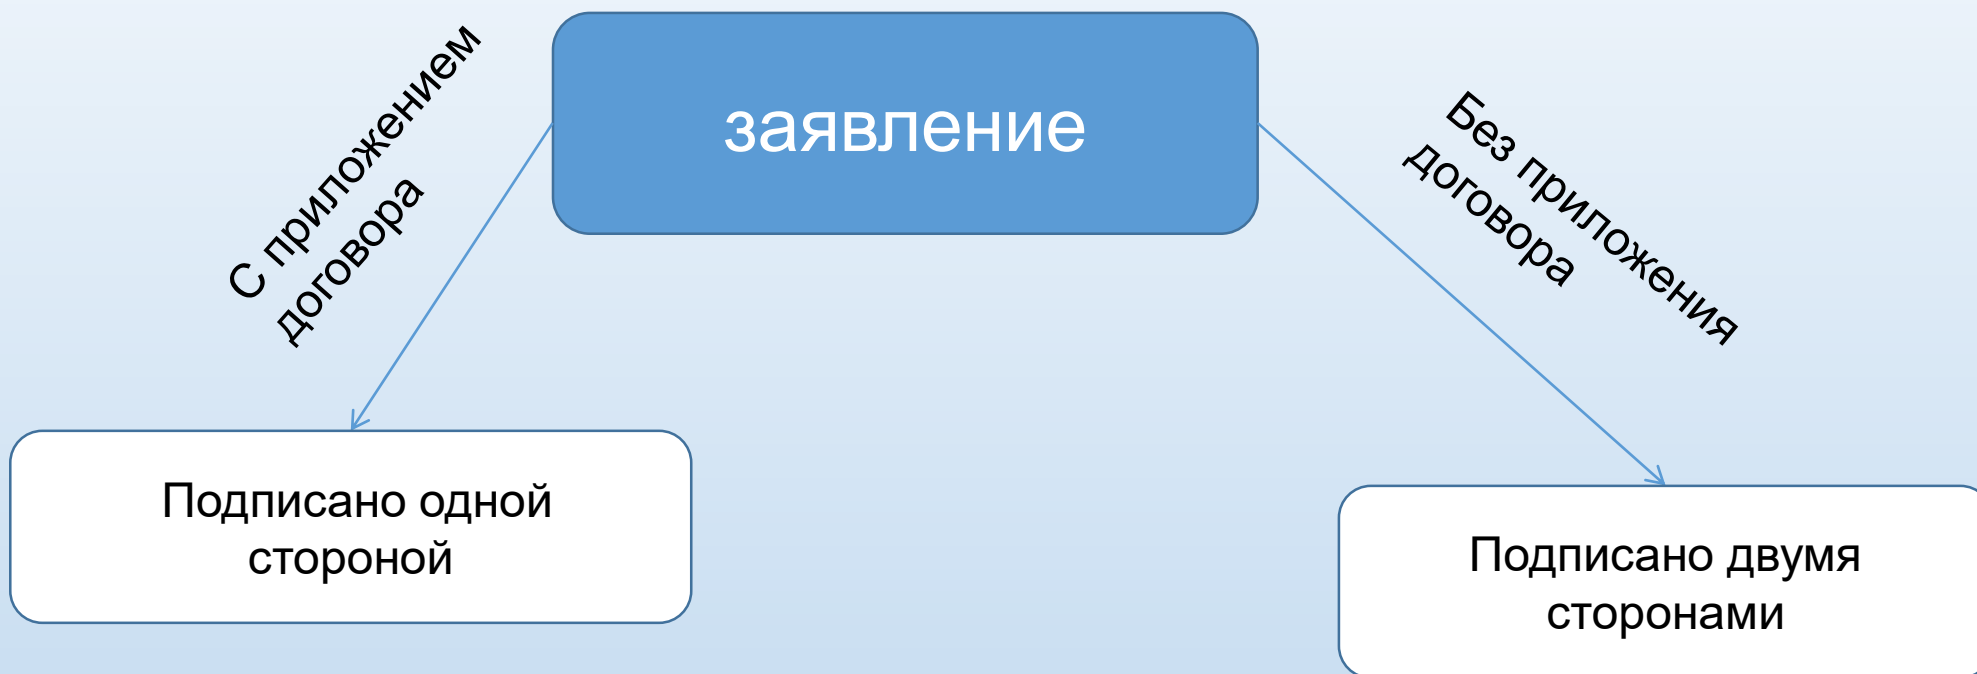 заявление
С приложением
договора
Без приложения
договора
Подписано одной
стороной
Подписано двумя
сторонами